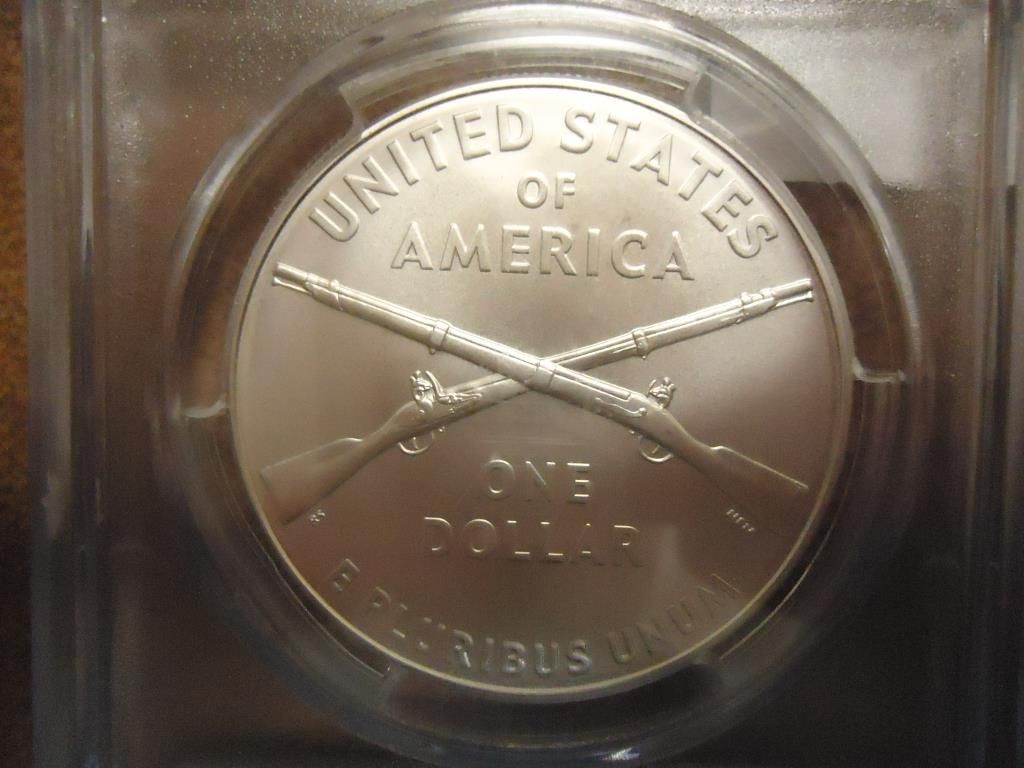 UNITED STATES
OF
AMERICA
ONE
DOLLAR
E PLURIBUS UNUM